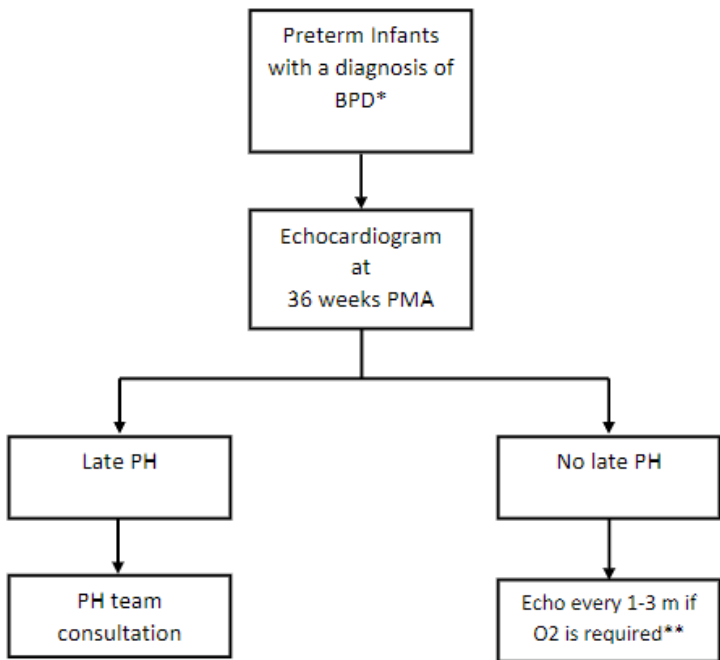 Preterm Infants
with a diagnosis of
BPD*
Echocardiogram
at
36 weeks PMA
Late PH
No late PH
PH team
consultation
Echo every 1-3 m if
O2 is required**